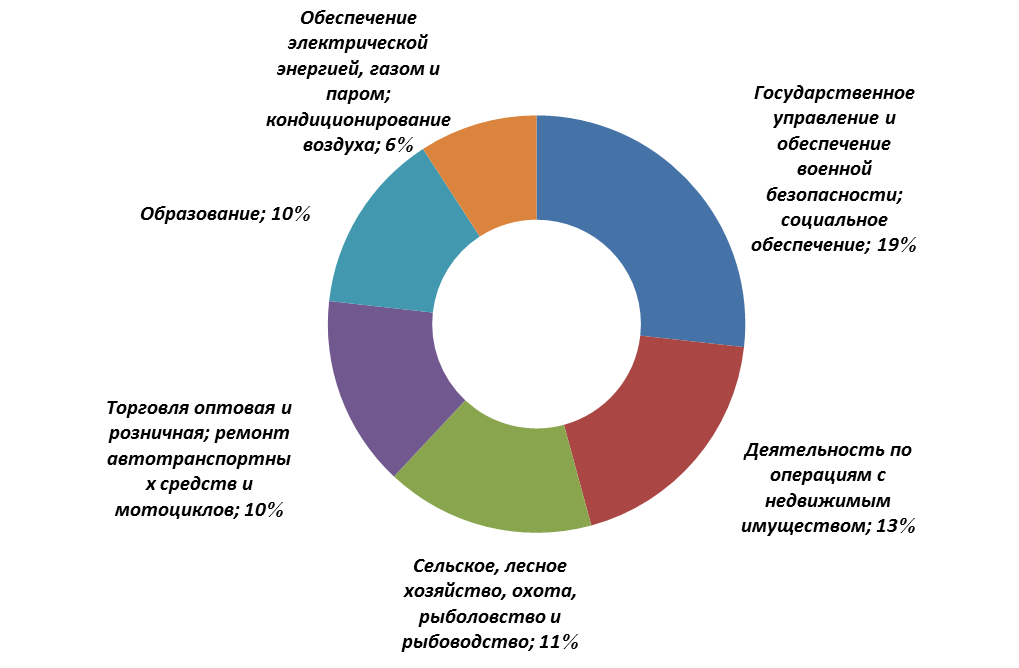 Обеспечение
электрической
энергией, газом и
паром;
кондиционирование
воздуха; 6%
Государственное
управление и
обеспечение
военной
безопасности;
социальное
обеспечение; 19%
Образование; 10%
Торговля оптовая и
розничная; ремонт
автотранспортны
х средств и
мотоциклов; 10%
Деятельность по
операциям с
недвижимым
имуществом; 13%
Сельское, лесное
хозяйство, охота,
рыболовство и
рыбоводство; 11%